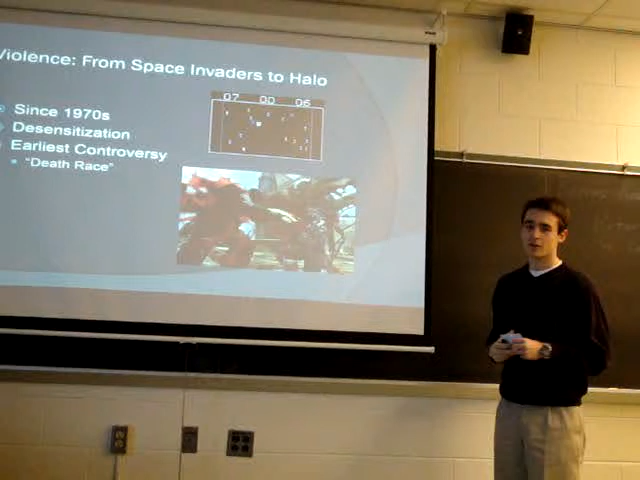 Violence: From Space Invaders to Halo
Since 1970s
Desensitization
Earliest Controversy
"Death Race"
07 00 06